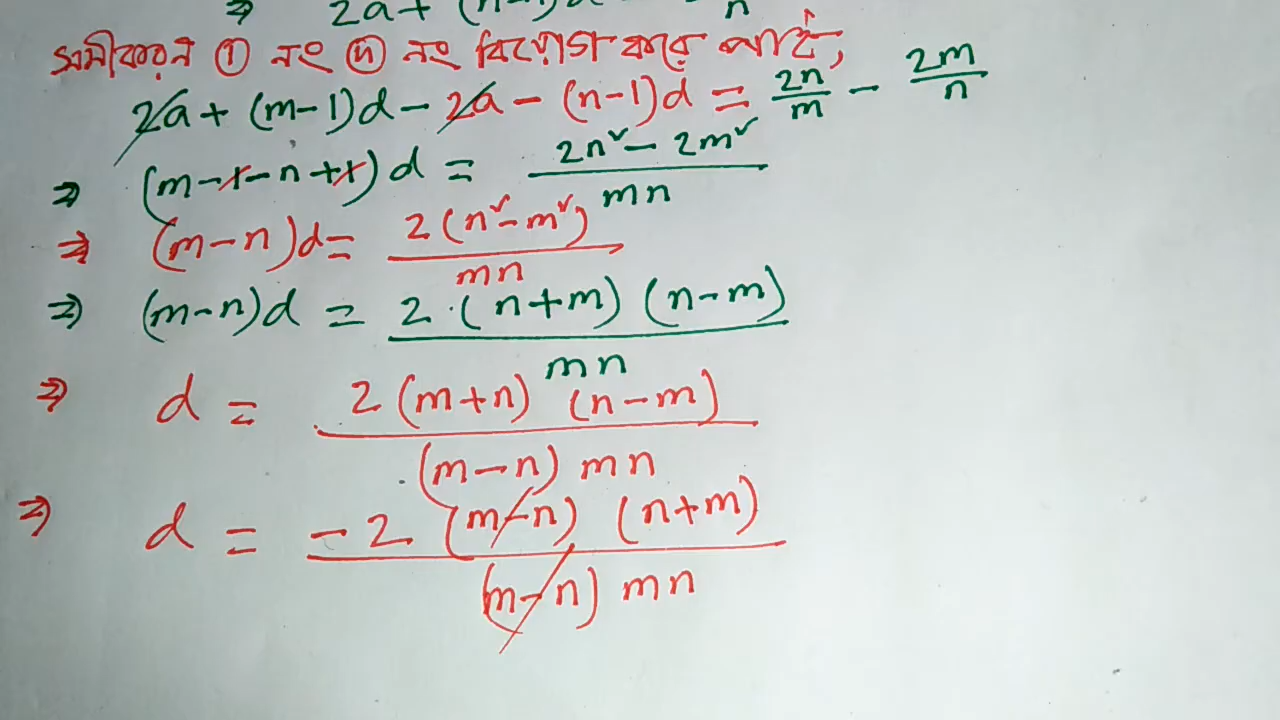 ⇒ 2a + (n-1)d n
সমীকরণ ① নং ⑪ নং বিয়োগ করে পাই,
2a + (m-1)d - 2a - (n-1)d = 2n/m - 2m/n
⇒ (m-1-n+1)d = (2n² - 2m²)/mn
⇒ (m-n)d = 2(n²-m²)/mn
⇒ (m-n)d = 2.(n+m)(n-m)/mn
⇒ d = 2(m+n)(n-m)/(m-n)mn
⇒ d = -2(m-n)(n+m)/(m-n)mn